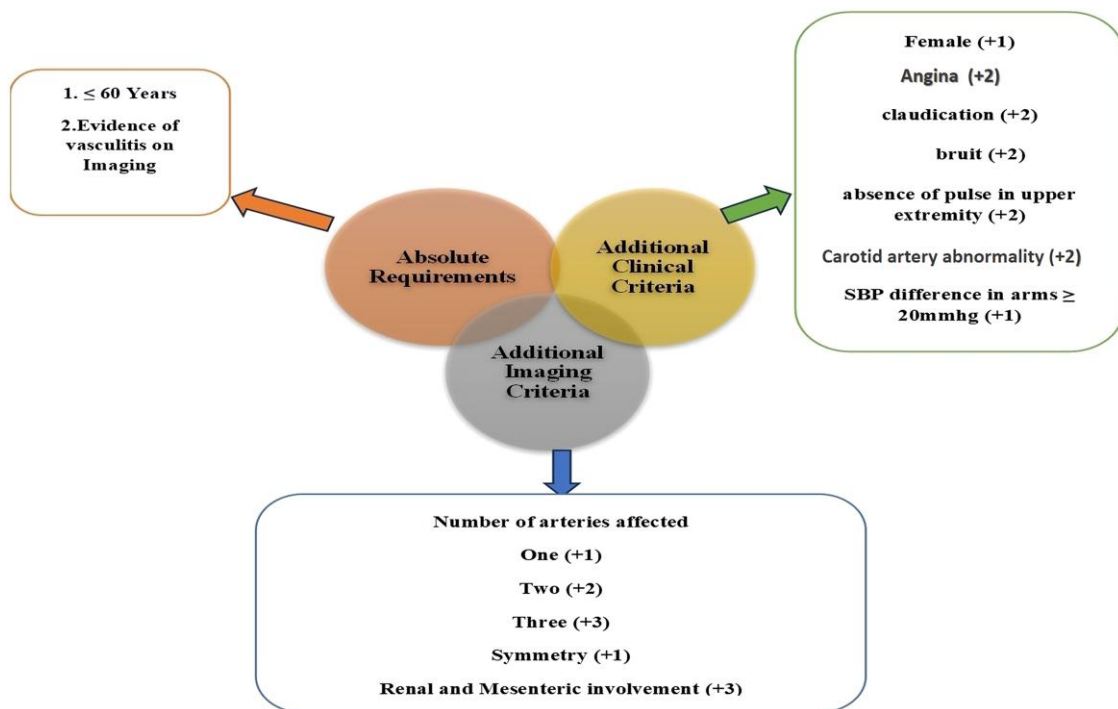 1. ≤ 60 Years
2.Evidence of
vasculitis on
Imaging
Absolute
Requirements
Additional
Clinical
Criteria
Additional
Imaging
Criteria
Female (+1)
Angina (+2)
claudication (+2)
bruit (+2)
absence of pulse in upper
extremity (+2)
Carotid artery abnormality (+2)
SBP difference in arms ≥
20mmhg (+1)
Number of arteries affected
One (+1)
Two (+2)
Three (+3)
Symmetry (+1)
Renal and Mesenteric involvement (+3)